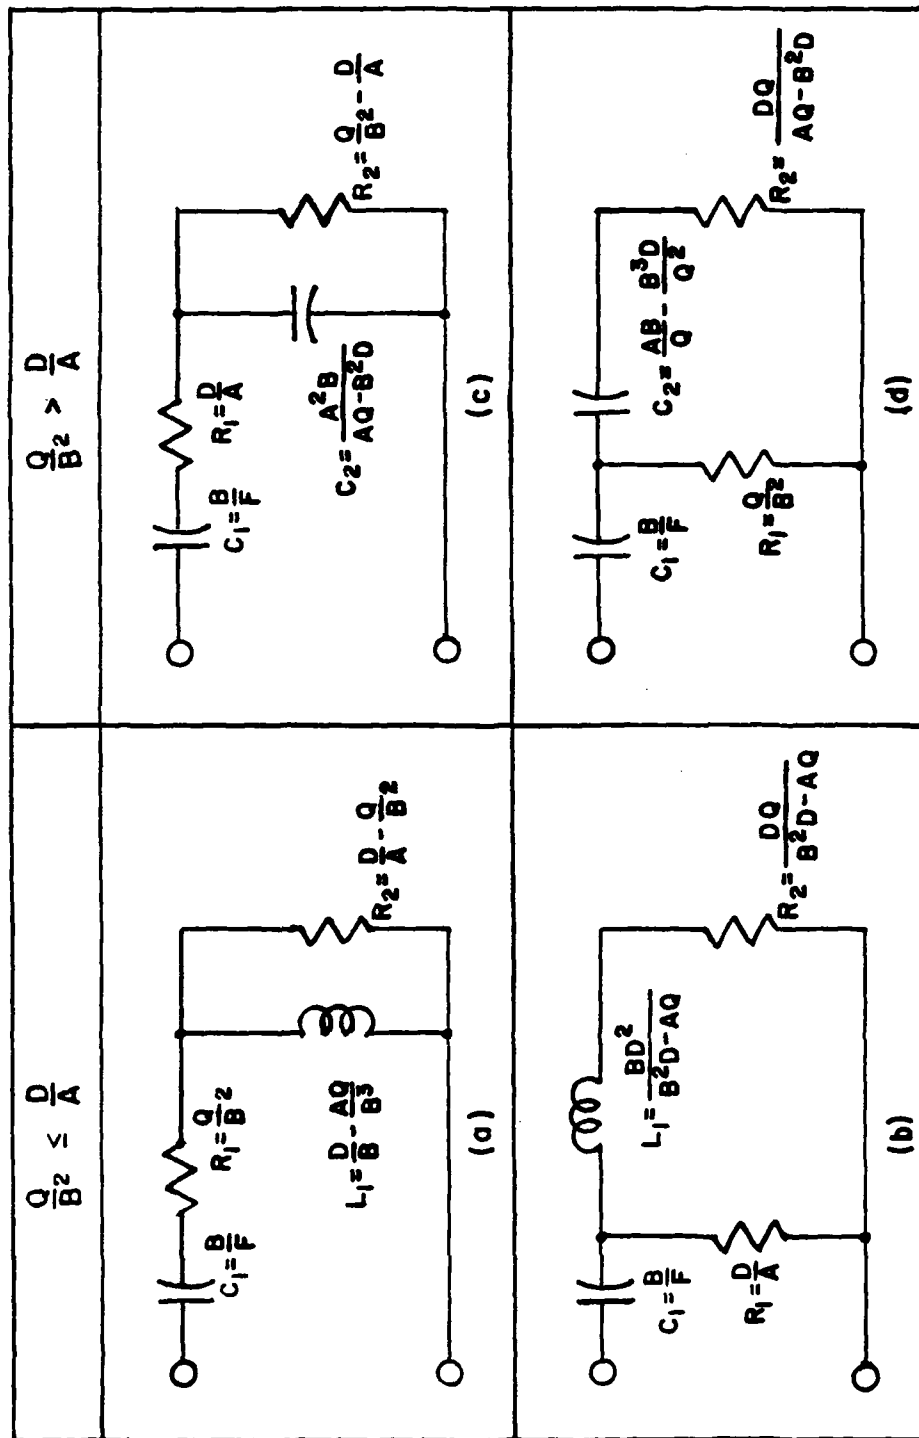 Q/B² ≤ D/A
Q/B² > D/A
C₁ = B/F
R₁ = Q/B²
L₁ = D/B - AQ/B³
R₂ = D/A - Q/B²
(a)
C₁ = B/F
R₁ = D/A
C₂ = A²B/(AQ-B²D)
R₂ = Q/B² - D/A
(c)
C₁ = B/F
R₁ = D/A
L₁ = BD²/(B²D-AQ)
R₂ = DQ/(B²D-AQ)
(b)
C₁ = B/F
R₁ = Q/B²
C₂ = AB/Q - B³D/Q²
R₂ = DQ/(AQ-B²D)
(d)